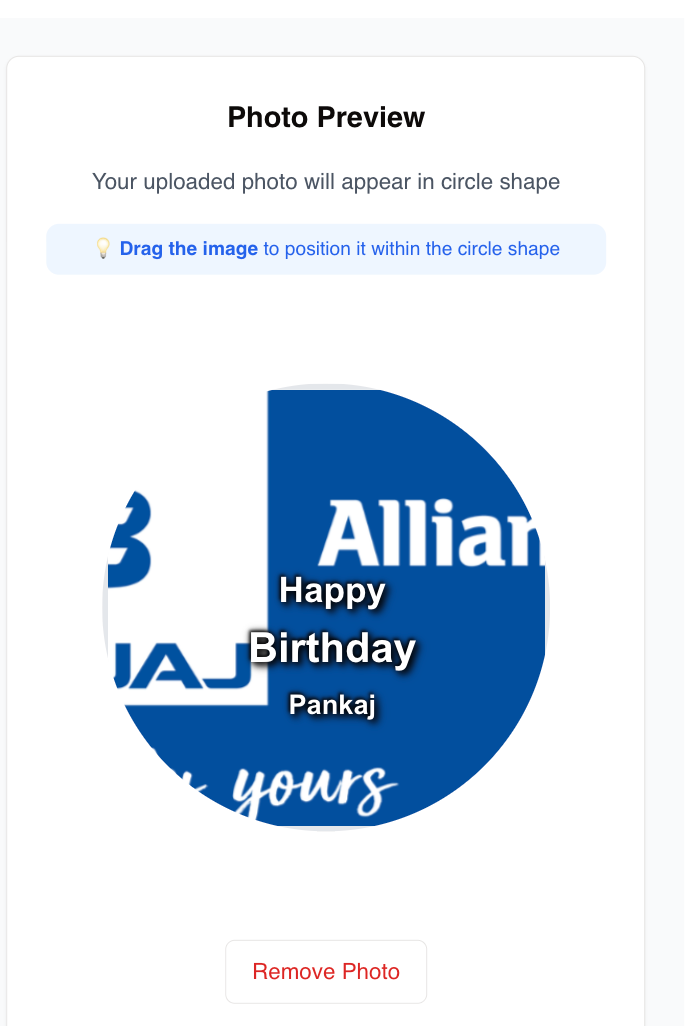 Photo Preview
Your uploaded photo will appear in circle shape
💡 Drag the image to position it within the circle shape
Allian
Happy
JAJ
Birthday
Pankaj
yours
Remove Photo